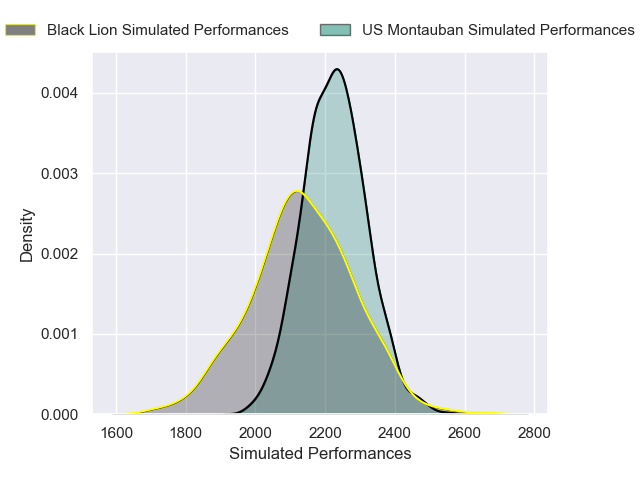 Black Lion Simulated Performances US Montauban Simulated Performances
0.004
0.003
0.002
0.001
0.000
Density
1600 1800 2000 2200 2400 2600 2800
Simulated Performances